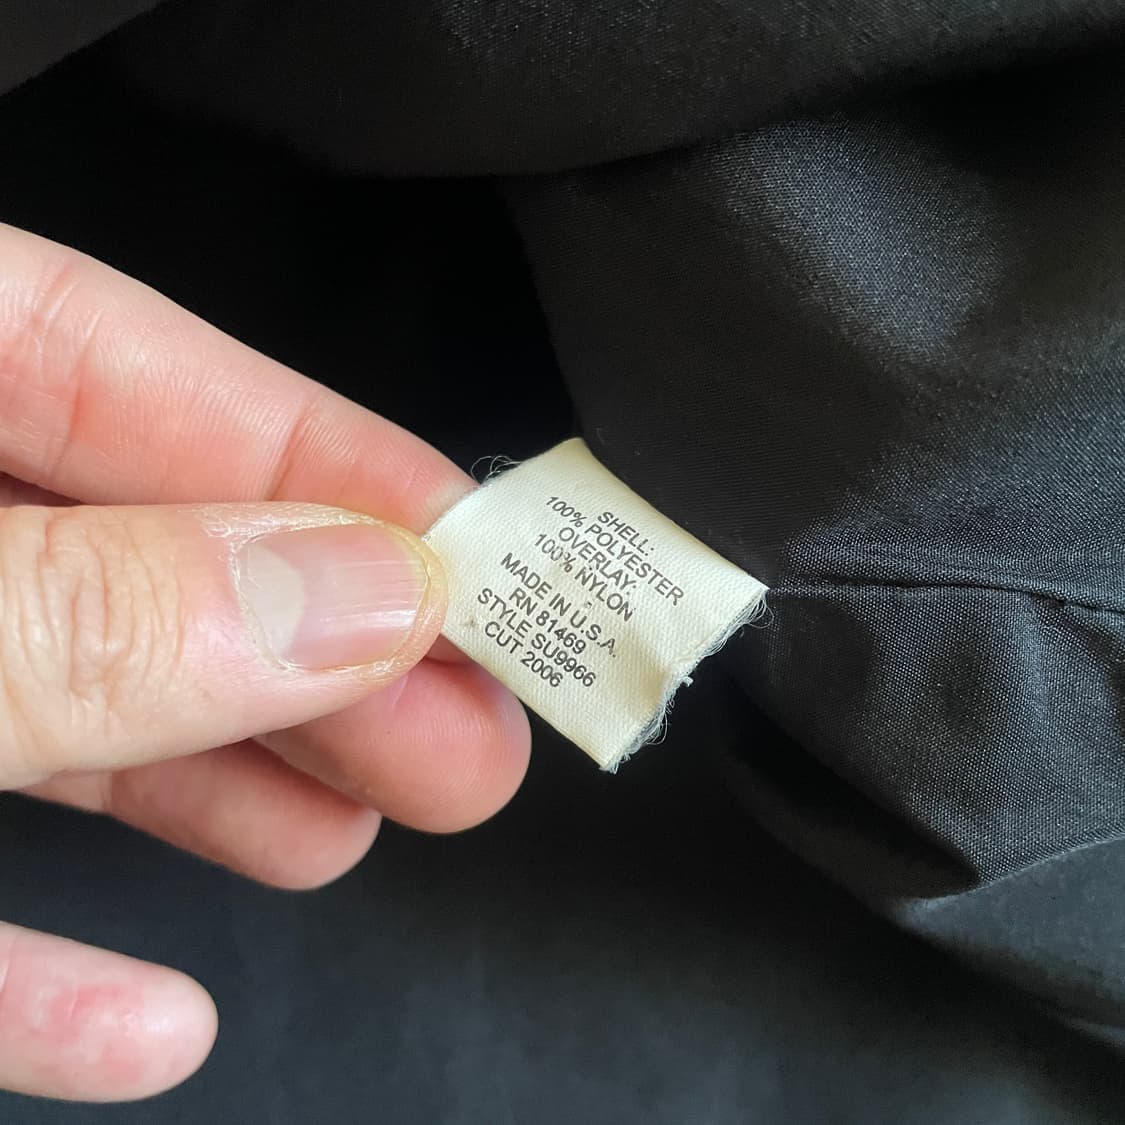 SHELL:
100% POLYESTER
OVERLAY:
100% NYLON
MADE IN U.S.A.
RN 81469
STYLE SU9966
CUT 2006